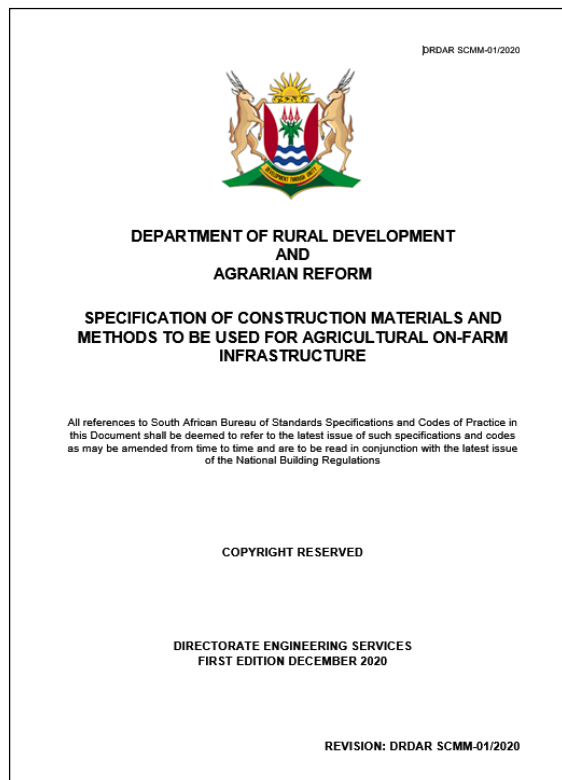 DRDAR SCMM-01/2020
DEVELOPMENT THROUGH UNITY
DEPARTMENT OF RURAL DEVELOPMENT
AND
AGRARIAN REFORM
SPECIFICATION OF CONSTRUCTION MATERIALS AND
METHODS TO BE USED FOR AGRICULTURAL ON-FARM
INFRASTRUCTURE
All references to South African Bureau of Standards Specifications and Codes of Practice in
this Document shall be deemed to refer to the latest issue of such specifications and codes
as may be amended from time to time and are to be read in conjunction with the latest issue
of the National Building Regulations
COPYRIGHT RESERVED
DIRECTORATE ENGINEERING SERVICES
FIRST EDITION DECEMBER 2020
REVISION: DRDAR SCMM-01/2020